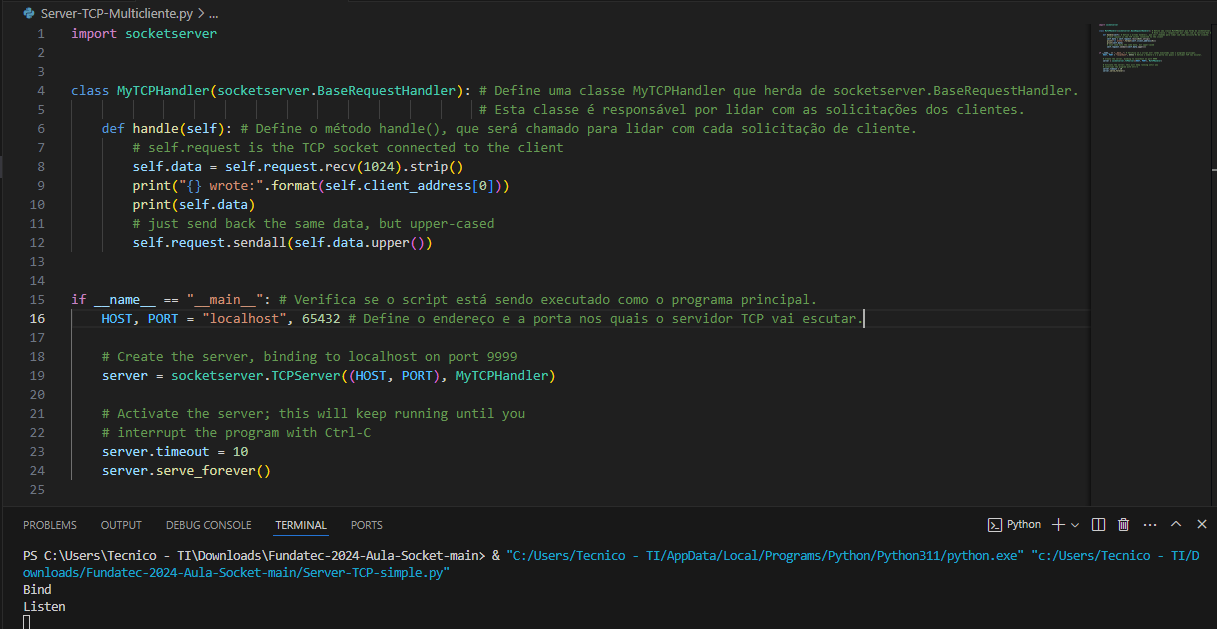 Server-TCP-Multicliente.py > ...
1 import socketserver
2
3
4 class MyTCPHandler(socketserver.BaseRequestHandler): # Define uma classe MyTCPHandler que herda de socketserver.BaseRequestHandler.
5 # Esta classe é responsável por lidar com as solicitações dos clientes.
6 def handle(self): # Define o método handle(), que será chamado para lidar com cada solicitação de cliente.
7 # self.request is the TCP socket connected to the client
8 self.data = self.request.recv(1024).strip()
9 print("{} wrote:".format(self.client_address[0]))
10 print(self.data)
11 # just send back the same data, but upper-cased
12 self.request.sendall(self.data.upper())
13
14
15 if __name__ == "__main__": # Verifica se o script está sendo executado como o programa principal.
16 HOST, PORT = "localhost", 65432 # Define o endereço e a porta nos quais o servidor TCP vai escutar.
17
18 # Create the server, binding to localhost on port 9999
19 server = socketserver.TCPServer((HOST, PORT), MyTCPHandler)
20
21 # Activate the server; this will keep running until you
22 # interrupt the program with Ctrl-C
23 server.timeout = 10
24 server.serve_forever()
25
PROBLEMS OUTPUT DEBUG CONSOLE TERMINAL PORTS Python
PS C:\Users\Tecnico - TI\Downloads\Fundatec-2024-Aula-Socket-main> & "C:/Users/Tecnico - TI/AppData/Local/Programs/Python/Python311/python.exe" "c:/Users/Tecnico - TI/D
ownloads/Fundatec-2024-Aula-Socket-main/Server-TCP-simple.py"
Bind
Listen